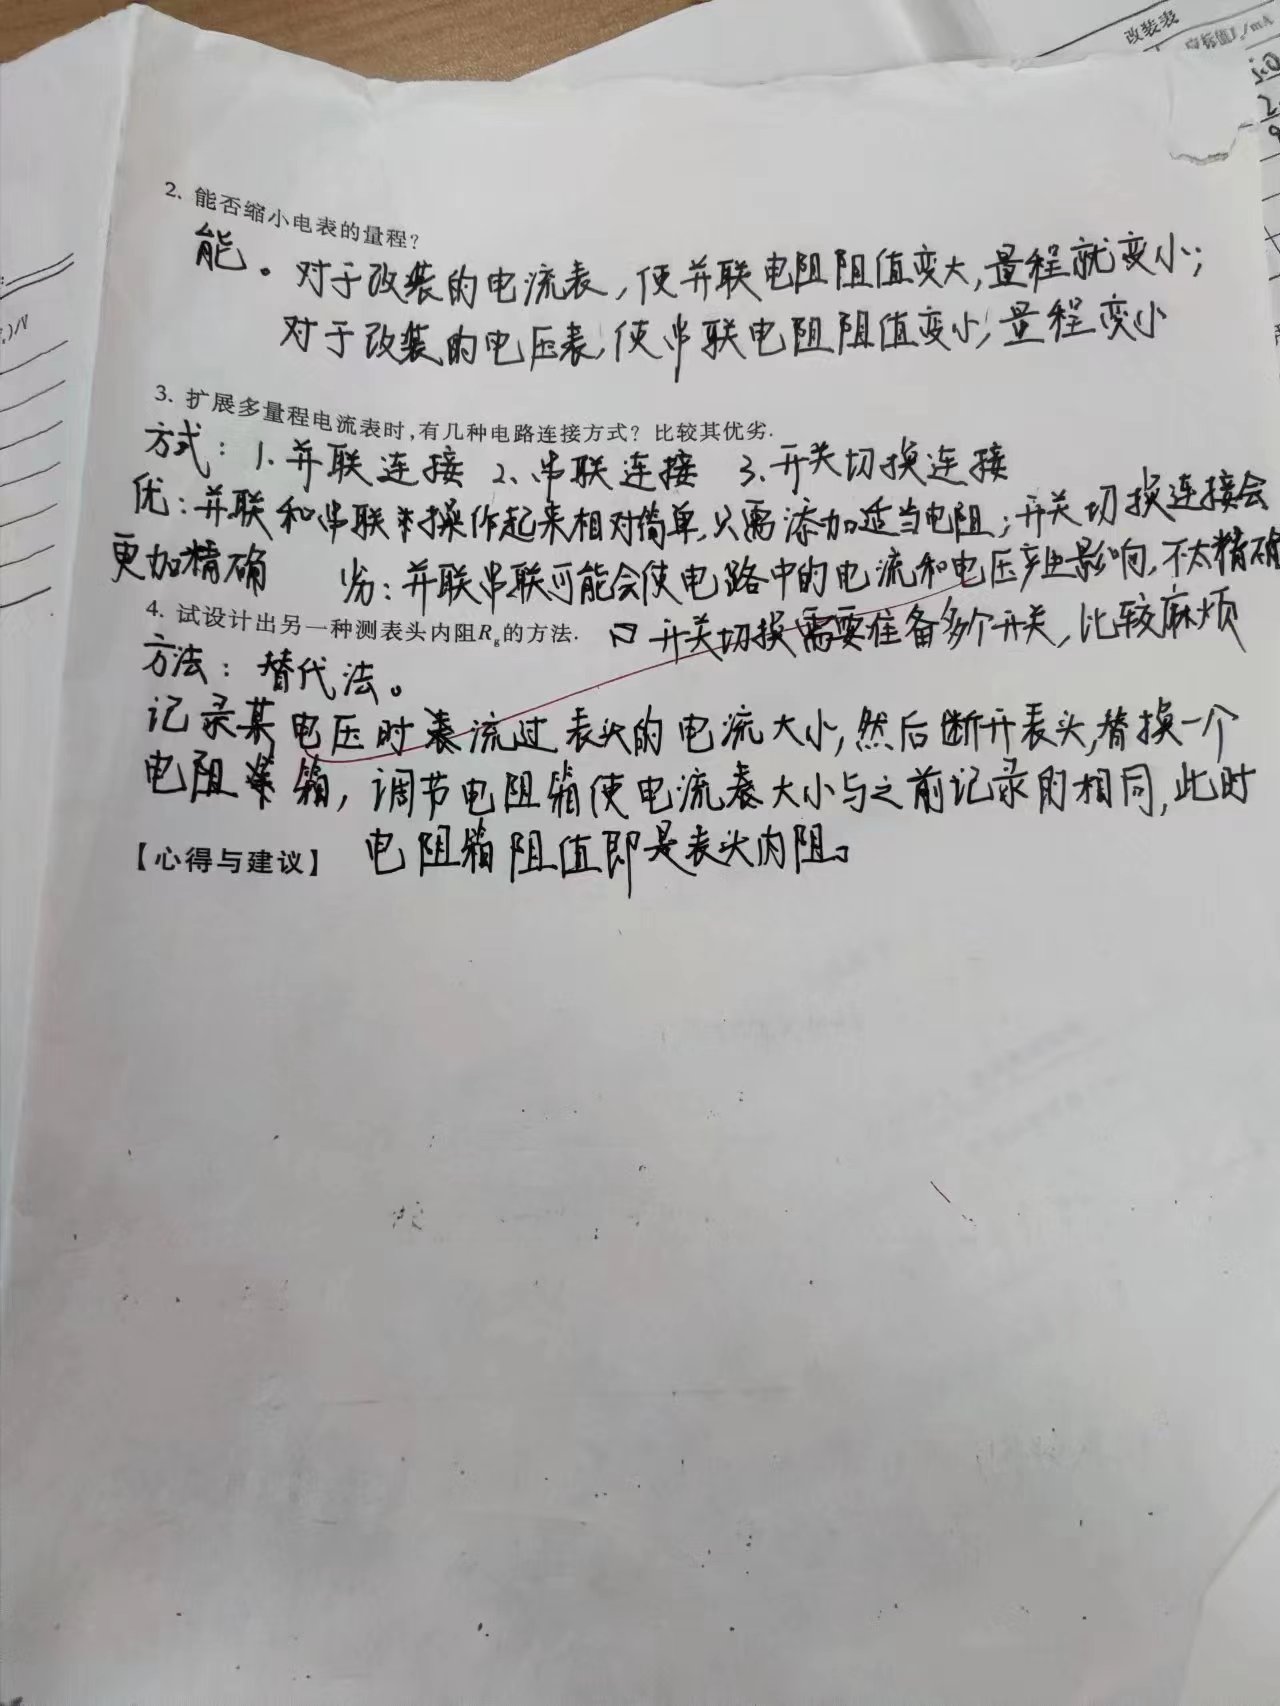 改装表
应标值I/mA
2. 能否缩小电表的量程?
能。对于改装的电流表,使并联电阻阻值变大,量程就变小;
对于改装的电压表,使串联电阻阻值变小,量程变小
3. 扩展多量程电流表时,有几种电路连接方式? 比较其优劣.
方式: 1. 并联连接 2. 串联连接 3. 开关切换连接
优: 并联和串联操作起来相对简单,只需添加适当电阻;开关切换连接会
更加精确 劣: 并联串联可能会使电路中的电流和电压产生影响,不太精确
4. 试设计出另一种测表头内阻Rg的方法. 开关切换需要准备多个开关,比较麻烦
方法: 替代法。
记录某电压时表流过表头的电流大小,然后断开表头,替换一个
电阻箱,调节电阻箱使电流表大小与之前记录的相同,此时
【心得与建议】 电阻箱阻值即是表头内阻。